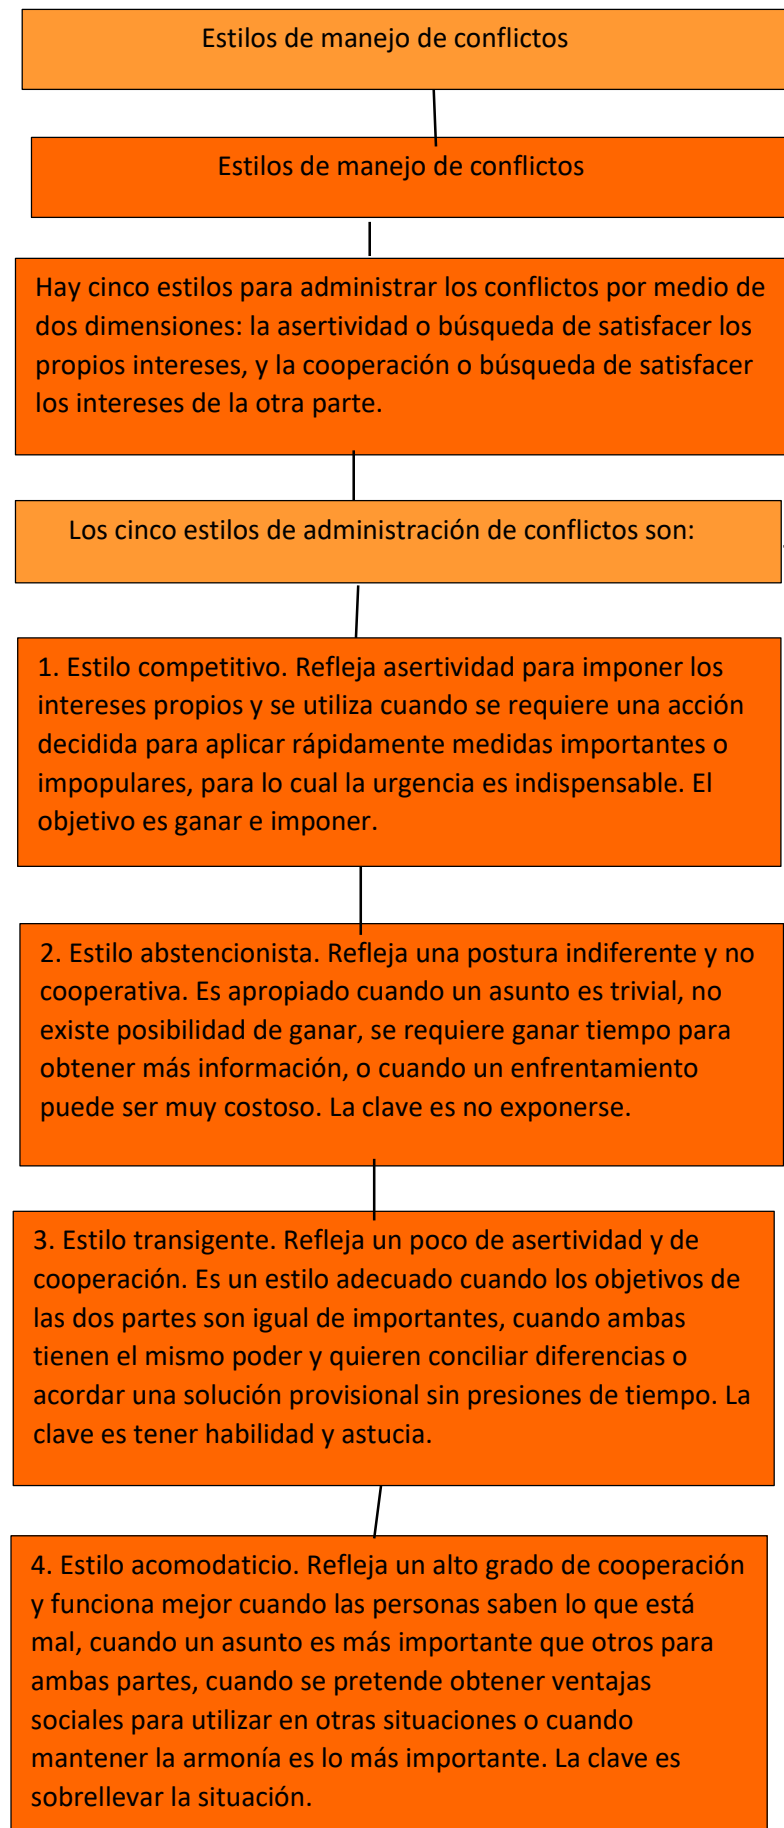 Estilos de manejo de conflictos
Estilos de manejo de conflictos
Hay cinco estilos para administrar los conflictos por medio de
dos dimensiones: la asertividad o búsqueda de satisfacer los
propios intereses, y la cooperación o búsqueda de satisfacer
los intereses de la otra parte.
Los cinco estilos de administración de conflictos son:
1. Estilo competitivo. Refleja asertividad para imponer los
intereses propios y se utiliza cuando se requiere una acción
decidida para aplicar rápidamente medidas importantes o
impopulares, para lo cual la urgencia es indispensable. El
objetivo es ganar e imponer.
2. Estilo abstencionista. Refleja una postura indiferente y no
cooperativa. Es apropiado cuando un asunto es trivial, no
existe posibilidad de ganar, se requiere ganar tiempo para
obtener más información, o cuando un enfrentamiento
puede ser muy costoso. La clave es no exponerse.
3. Estilo transigente. Refleja un poco de asertividad y de
cooperación. Es un estilo adecuado cuando los objetivos de
las dos partes son igual de importantes, cuando ambas
tienen el mismo poder y quieren conciliar diferencias o
acordar una solución provisional sin presiones de tiempo. La
clave es tener habilidad y astucia.
4. Estilo acomodaticio. Refleja un alto grado de cooperación
y funciona mejor cuando las personas saben lo que está
mal, cuando un asunto es más importante que otros para
ambas partes, cuando se pretende obtener ventajas
sociales para utilizar en otras situaciones o cuando
mantener la armonía es lo más importante. La clave es
sobrellevar la situación.